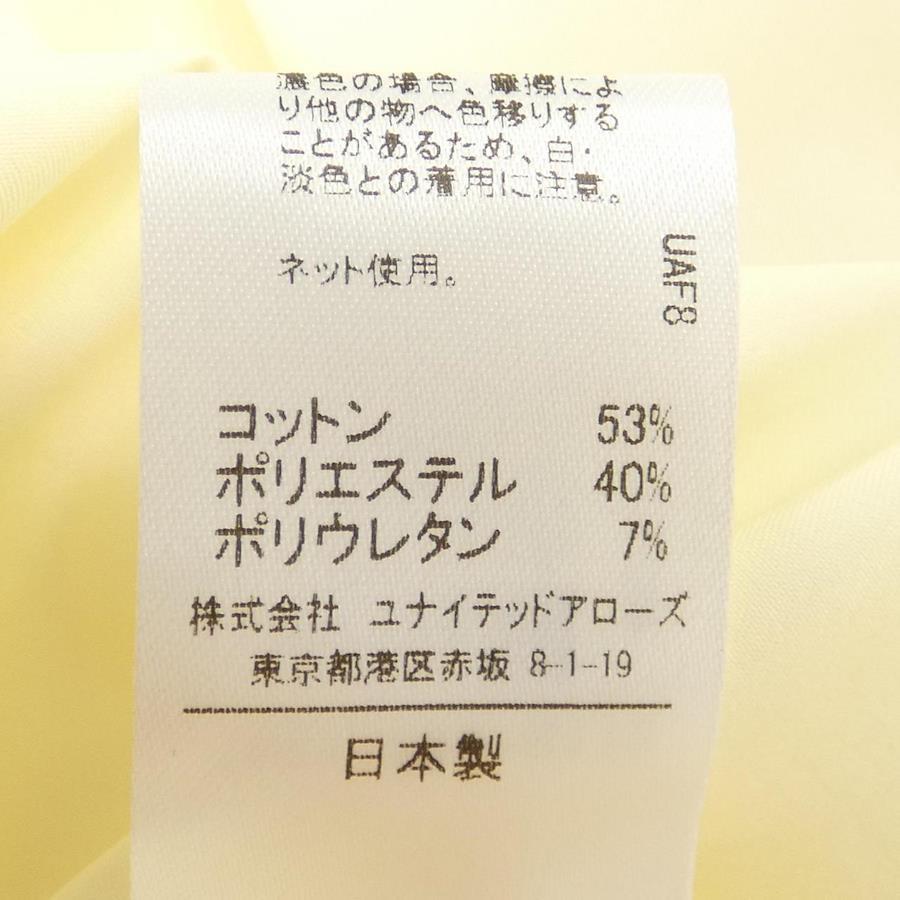 濃色の場合、摩擦によ
り他の物へ色移りする
ことがあるため、白・
淡色との着用に注意。
ネット使用。
UAF8
コットン 53%
ポリエステル 40%
ポリウレタン 7%
株式会社 ユナイテッドアローズ
東京都港区赤坂 8-1-19
日本製